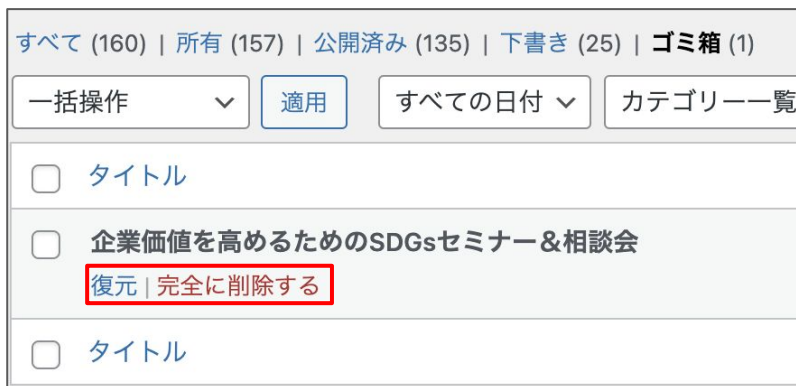 すべて (160) | 所有 (157) | 公開済み (135) | 下書き (25) | ゴミ箱 (1)
一括操作 適用 すべての日付 カテゴリー一覧
タイトル
企業価値を高めるためのSDGsセミナー＆相談会
復元 | 完全に削除する
タイトル